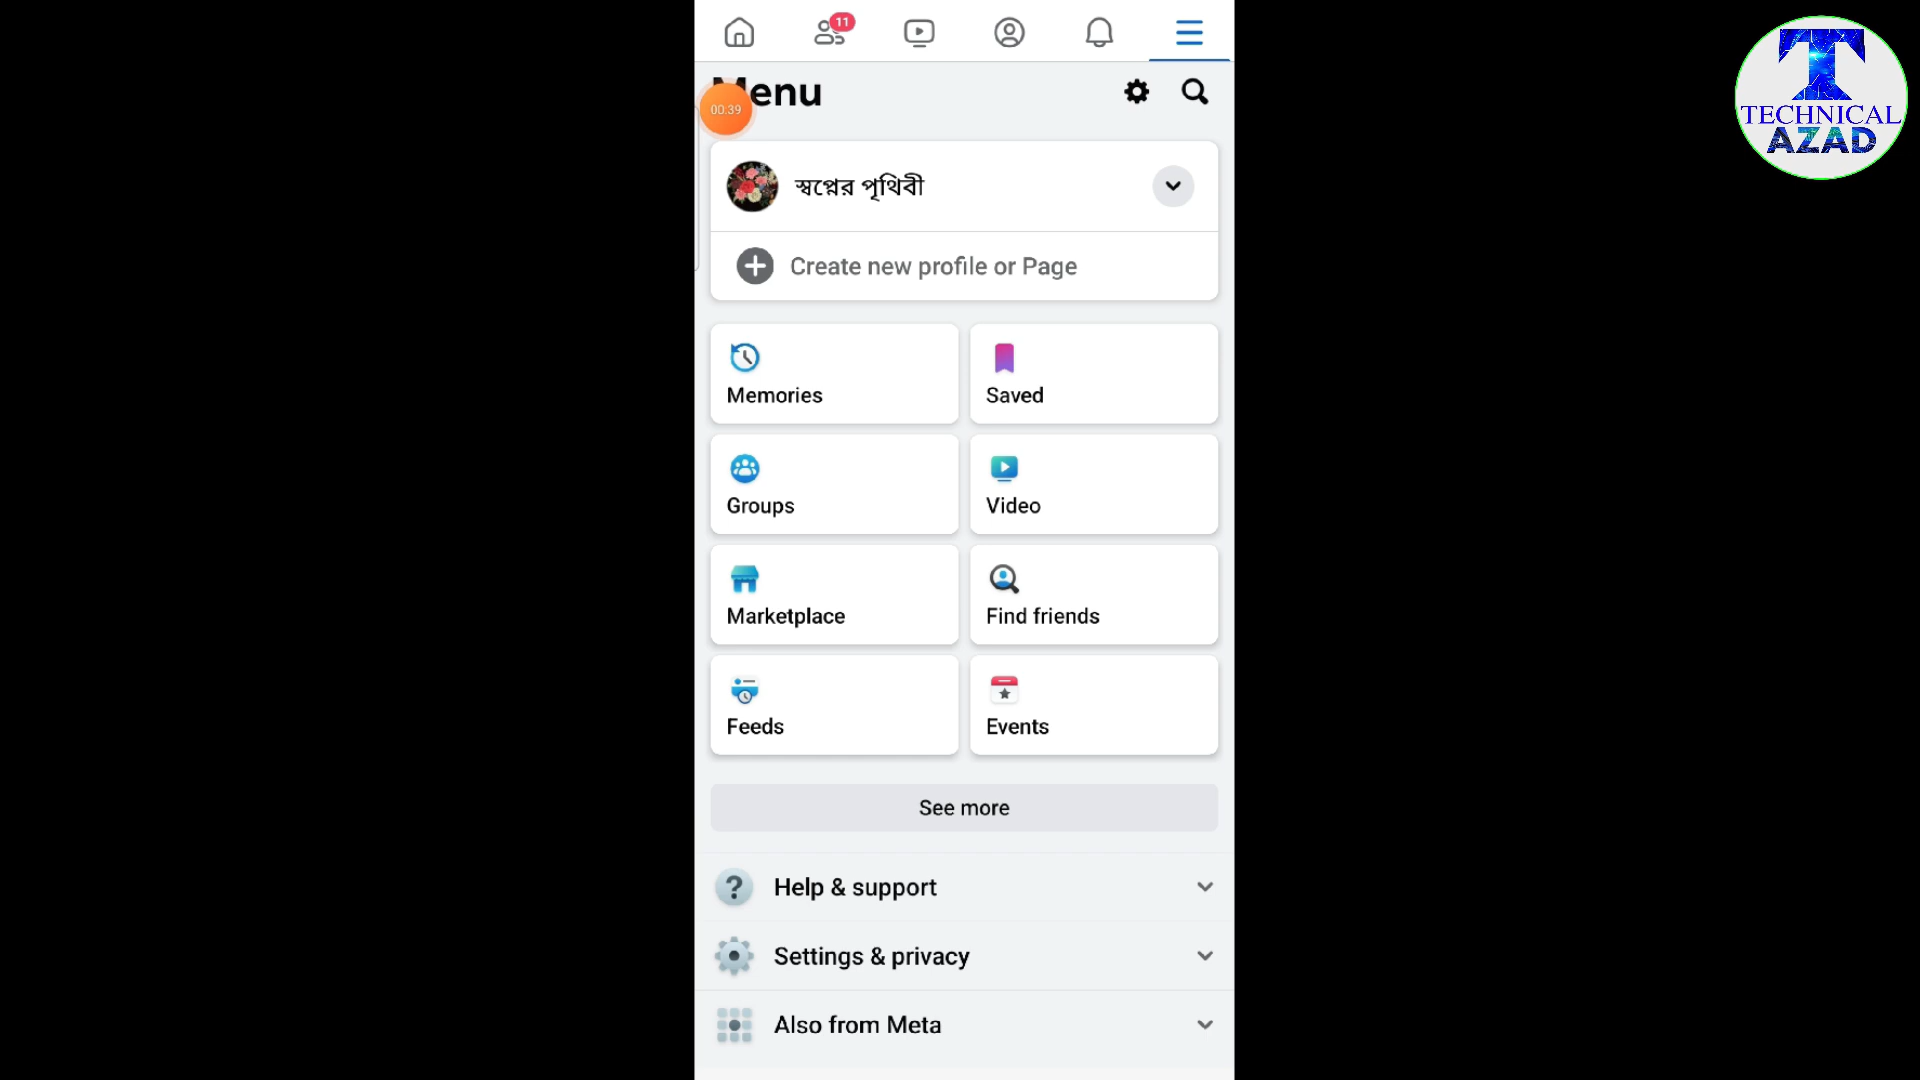 11
TECHNICAL
AZAD
Menu
00:39
স্বপ্নের পৃথিবী
Create new profile or Page
Memories
Saved
Groups
Video
Marketplace
Find friends
Feeds
Events
See more
Help & support
Settings & privacy
Also from Meta